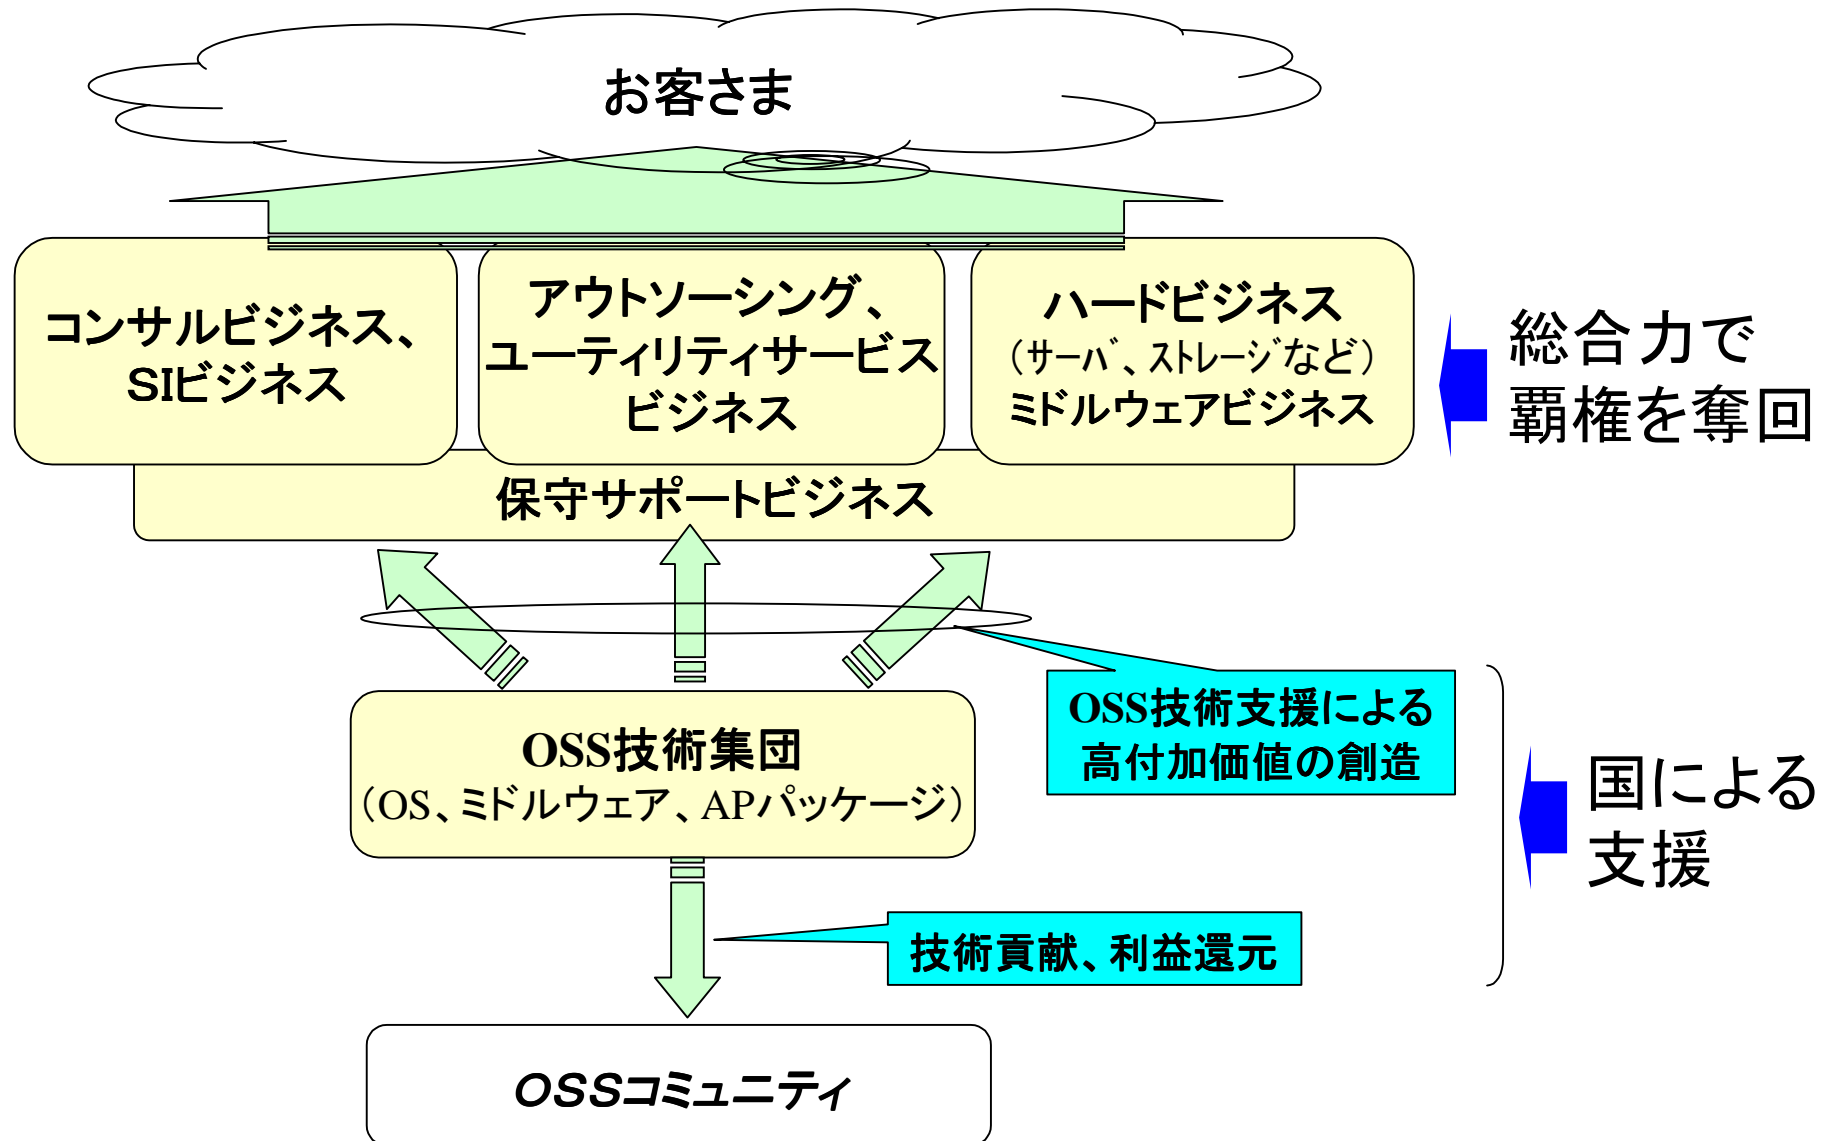 お客さま
コンサルビジネス、
SIビジネス
アウトソーシング、
ユーティリティサービス
ビジネス
ハードビジネス
（サーバ、ストレージなど）
ミドルウェアビジネス
総合力で
覇権を奪回
保守サポートビジネス
OSS技術支援による
高付加価値の創造
OSS技術集団
（OS、ミドルウェア、APパッケージ）
国による
支援
技術貢献、利益還元
OSSコミュニティ